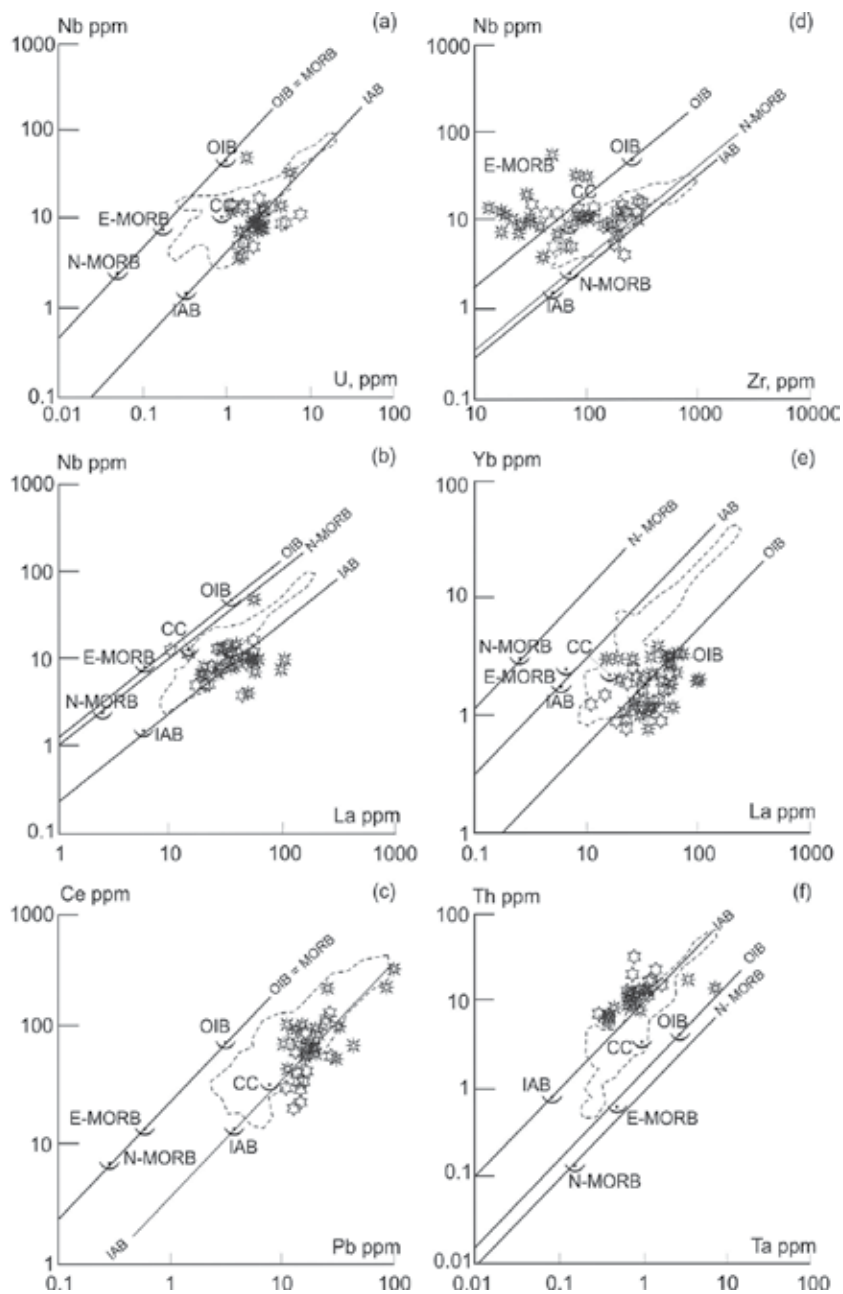 Nb ppm
(a)
1000
100
10
1
0.1
0.01
0.1
1
10
100
U, ppm
OIB = MORB
IAB
OIB
CC
E-MORB
N-MORB
IAB
Nb ppm
(d)
1000
100
10
1
0.1
10
100
1000
10000
Zr, ppm
OIB
N-MORB
IAB
OIB
E-MORB
CC
N-MORB
IAB
Nb ppm
(b)
1000
100
10
1
0.1
1
10
100
1000
La ppm
OIB
N-MORB
IAB
OIB
CC
E-MORB
N-MORB
IAB
Yb ppm
(e)
100
10
1
1
0.1
10
100
1000
La ppm
N- MORB
IAB
OIB
N-MORB
CC
E-MORB
OIB
IAB
Ce ppm
(c)
1000
100
10
1
0.1
1
10
100
Pb ppm
OIB = MORB
OIB
CC
E-MORB
N-MORB
IAB
IAB
Th ppm
(f)
100
10
1
0.1
0.01
0.01
0.1
1
10
100
Ta ppm
IAB
OIB
N- MORB
OIB
CC
IAB
E-MORB
N-MORB